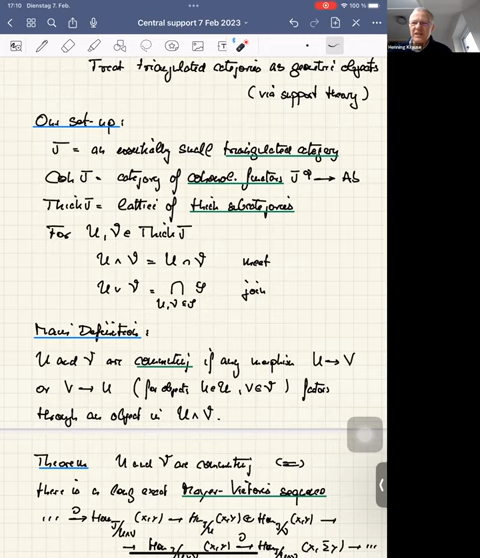 17:10 Dienstag 7. Feb.
100 %
Central support 7 Feb 2023
Henning Krause
Treat triangulated categories as geometric objects
(via support theory)
Our set-up:
T = an essentially small triangulated category
Coh T = category of cohomol. functors T^op → Ab
Thick T = lattice of thick subcategories
For U, V ∈ Thick T
U ∧ V = U ∩ V meet
U ∨ V = ⋂ S join
U,V ⊆ S
Main Definition:
U and V are commuting if any morphism U → V
or V → U (for objects U ∈ U, V ∈ V) factors
through an object in U ∧ V.
Theorem U and V are commuting ⇔
there is a long exact Mayer-Vietoris sequence